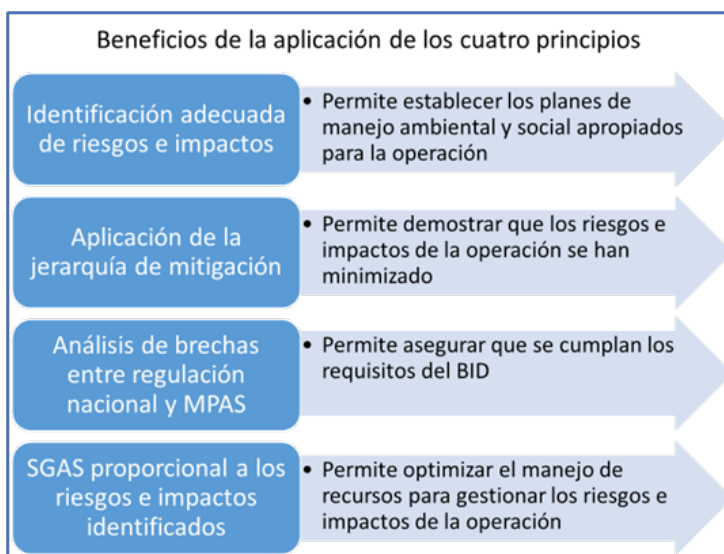 Beneficios de la aplicación de los cuatro principios
Identificación adecuada
de riesgos e impactos
• Permite establecer los planes de
manejo ambiental y social apropiados
para la operación
Aplicación de la
jerarquía de mitigación
• Permite demostrar que los riesgos e
impactos de la operación se han
minimizado
Análisis de brechas
entre regulación
nacional y MPAS
• Permite asegurar que se cumplan los
requisitos del BID
SGAS proporcional a los
riesgos e impactos
identificados
• Permite optimizar el manejo de
recursos para gestionar los riesgos e
impactos de la operación